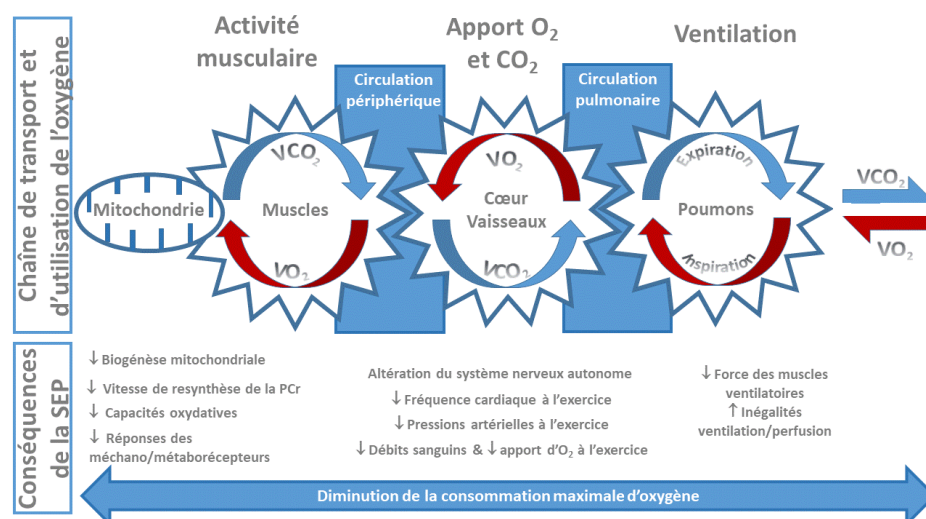 Chaîne de transport et
d'utilisation de l'oxygène
Activité
musculaire
Apport O₂
et CO₂
Ventilation
Circulation
périphérique
Circulation
pulmonaire
VCO₂
VO₂
Expiration
Mitochondrie
Muscles
Cœur
Vaisseaux
Poumons
VCO₂
VO₂
VO₂
VCO₂
Inspiration
Conséquences
de la SEP
↓ Biogénèse mitochondriale
↓ Vitesse de resynthèse de la PCr
↓ Capacités oxydatives
↓ Réponses des
méchano/métaborécepteurs
Altération du système nerveux autonome
↓ Fréquence cardiaque à l'exercice
↓ Pressions artérielles à l'exercice
↓ Débits sanguins & ↓ apport d'O₂ à l'exercice
↓ Force des muscles
ventilatoires
↑ Inégalités
ventilation/perfusion
Diminution de la consommation maximale d'oxygène